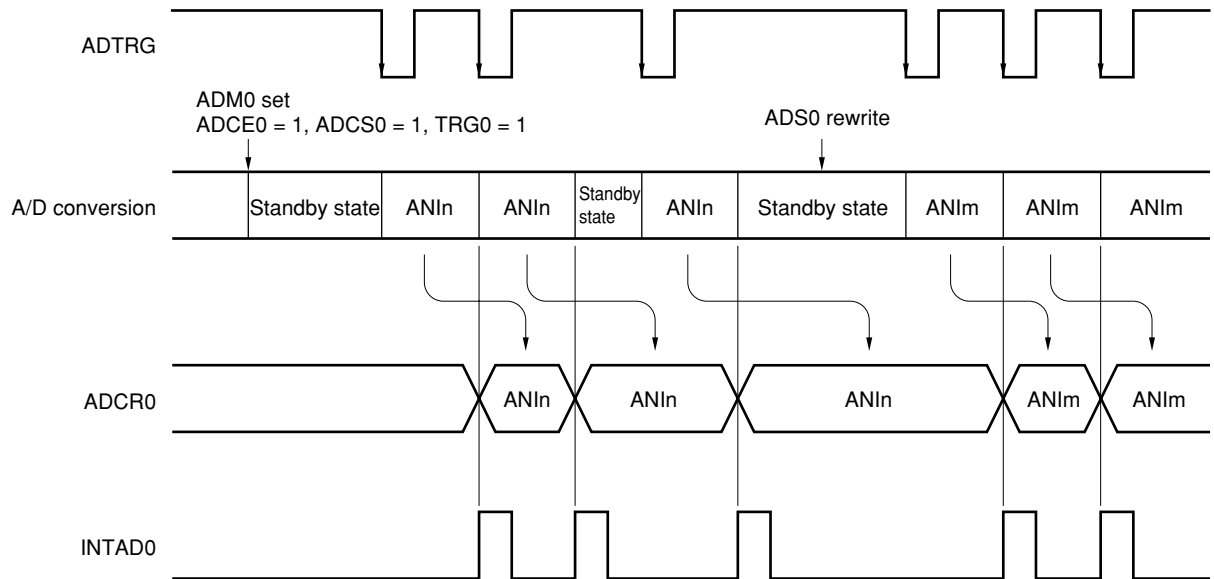 ADTRG
ADM0 set
ADCE0 = 1, ADCS0 = 1, TRG0 = 1
ADS0 rewrite
A/D conversion
Standby state
ANIn
ANIn
Standby
state
ANIn
Standby state
ANIm
ANIm
ANIm
ADCR0
ANIn
ANIn
ANIn
ANIm
ANIm
INTAD0